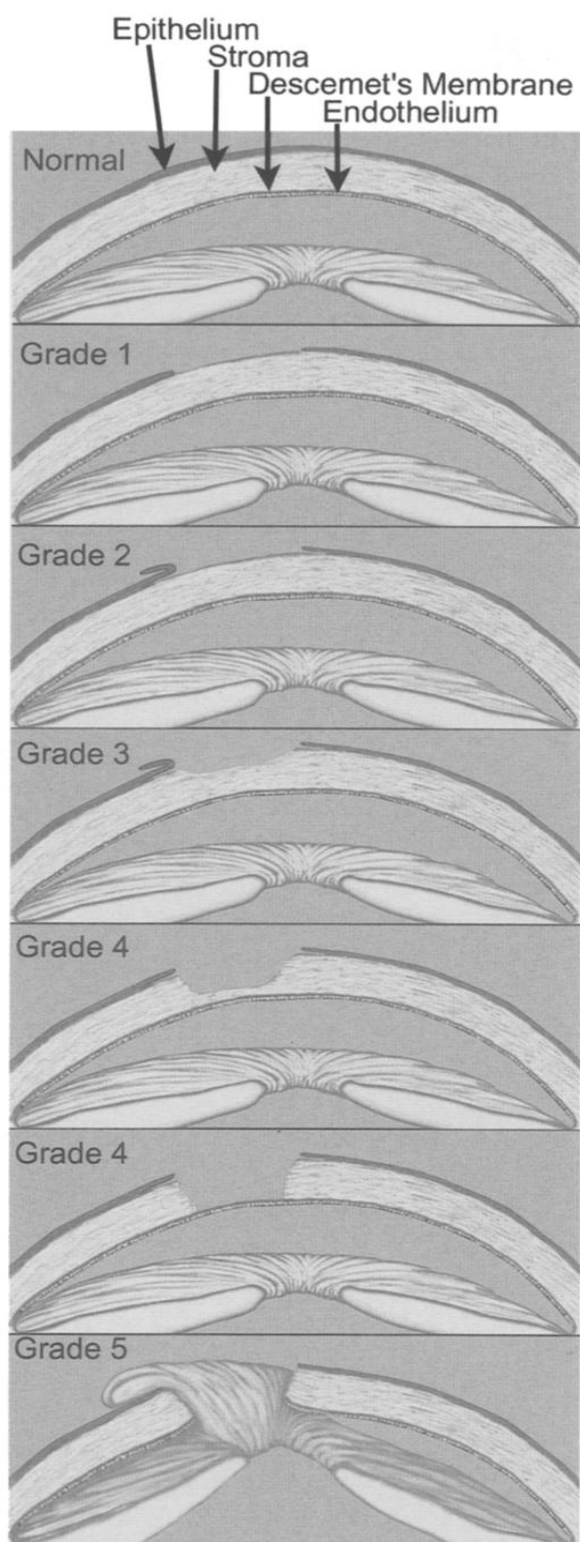 Epithelium
Stroma
Descemet's Membrane
Endothelium
Normal
Grade 1
Grade 2
Grade 3
Grade 4
Grade 4
Grade 5